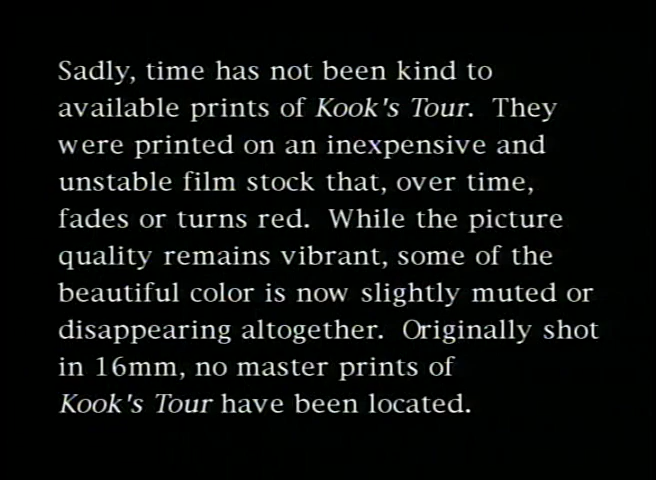 Sadly, time has not been kind to
available prints of Kook's Tour. They
were printed on an inexpensive and
unstable film stock that, over time,
fades or turns red. While the picture
quality remains vibrant, some of the
beautiful color is now slightly muted or
disappearing altogether. Originally shot
in 16mm, no master prints of
Kook's Tour have been located.